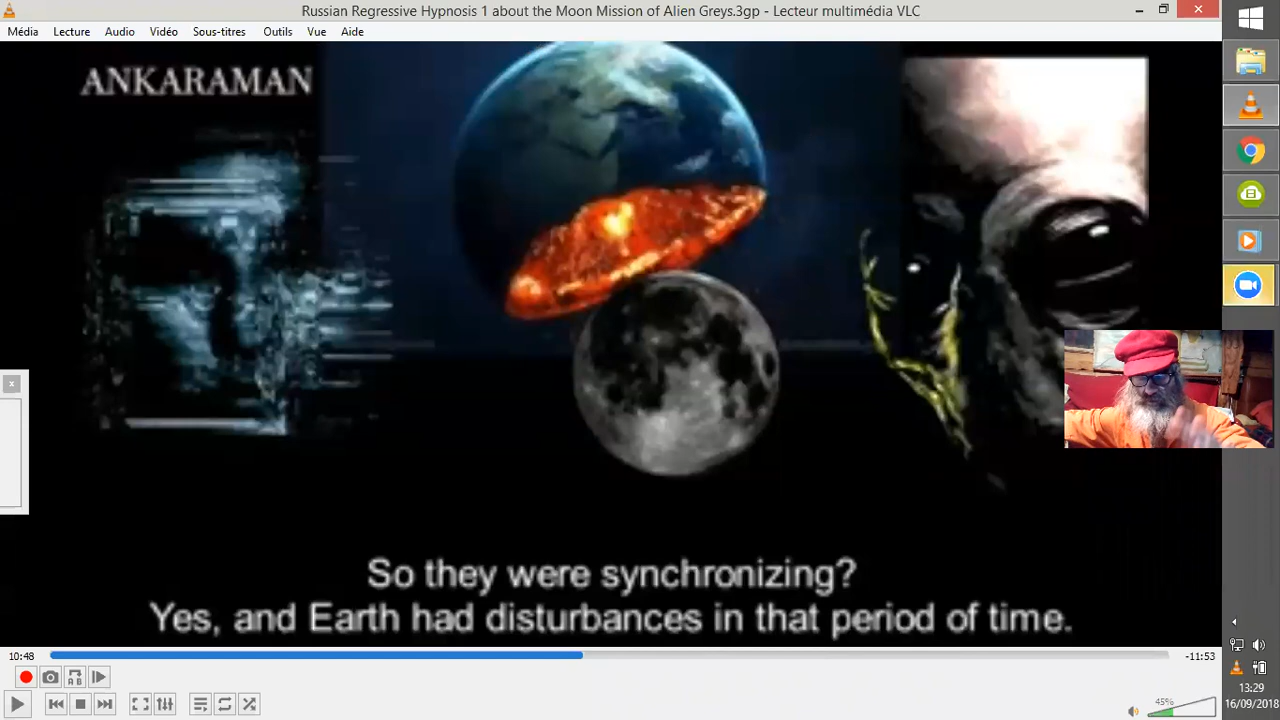 Russian Regressive Hypnosis 1 about the Moon Mission of Alien Greys.3gp - Lecteur multimédia VLC
Média Lecture Audio Vidéo Sous-titres Outils Vue Aide
ANKARAMAN
So they were synchronizing?
Yes, and Earth had disturbances in that period of time.
10:48 -11:53
45%
13:29
16/09/2018